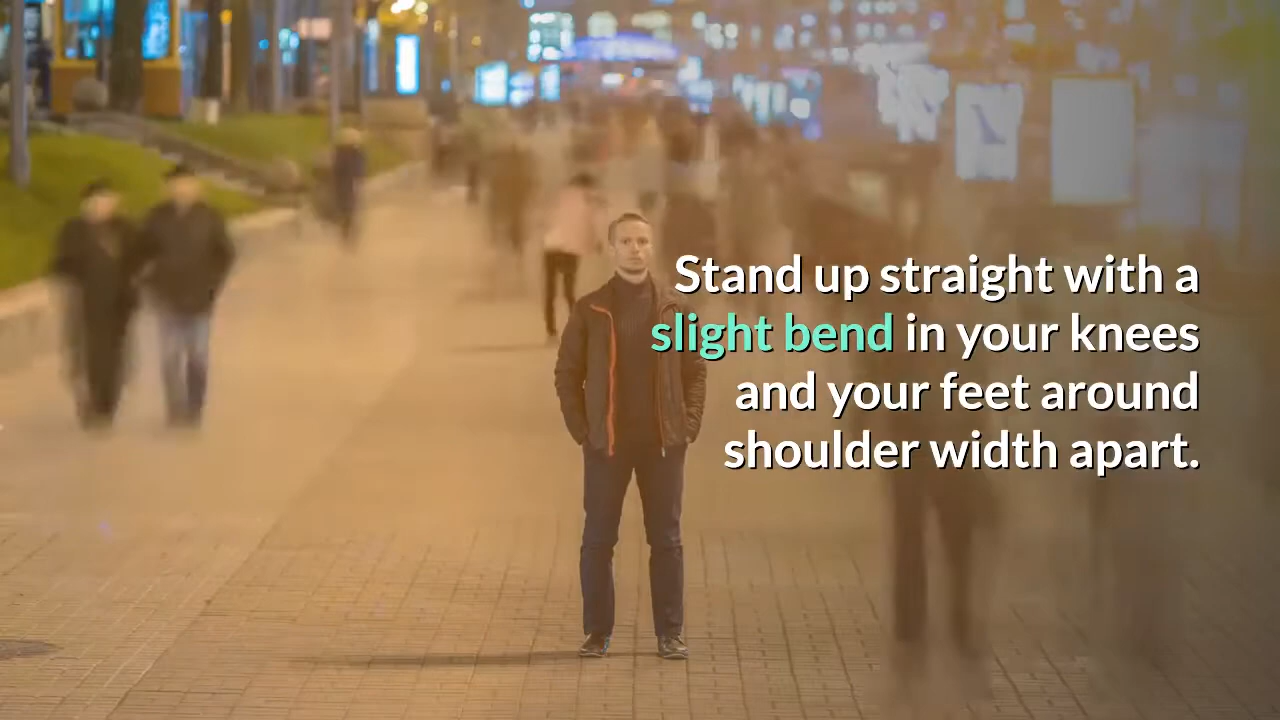 Stand up straight with a
slight bend in your knees
and your feet around
shoulder width apart.